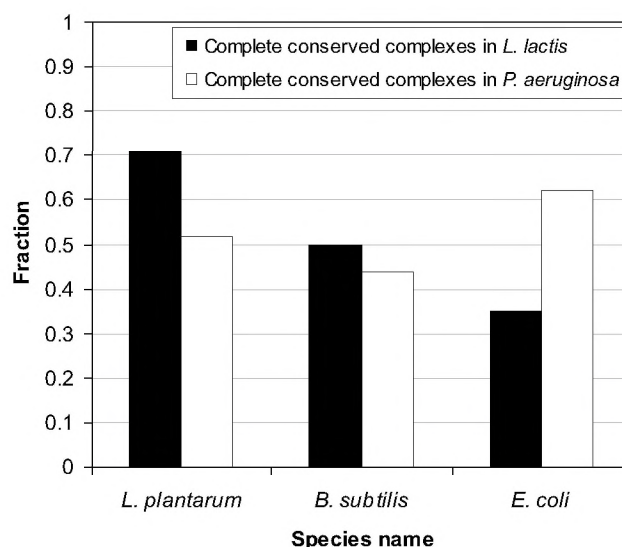 1
Complete conserved complexes in L. lactis
0.9
Complete conserved complexes in P. aeruginosa
0.8
0.7
0.6
0.5
0.4
0.3
0.2
0.1
0
Fraction
L. plantarum B. subtilis E. coli
Species name